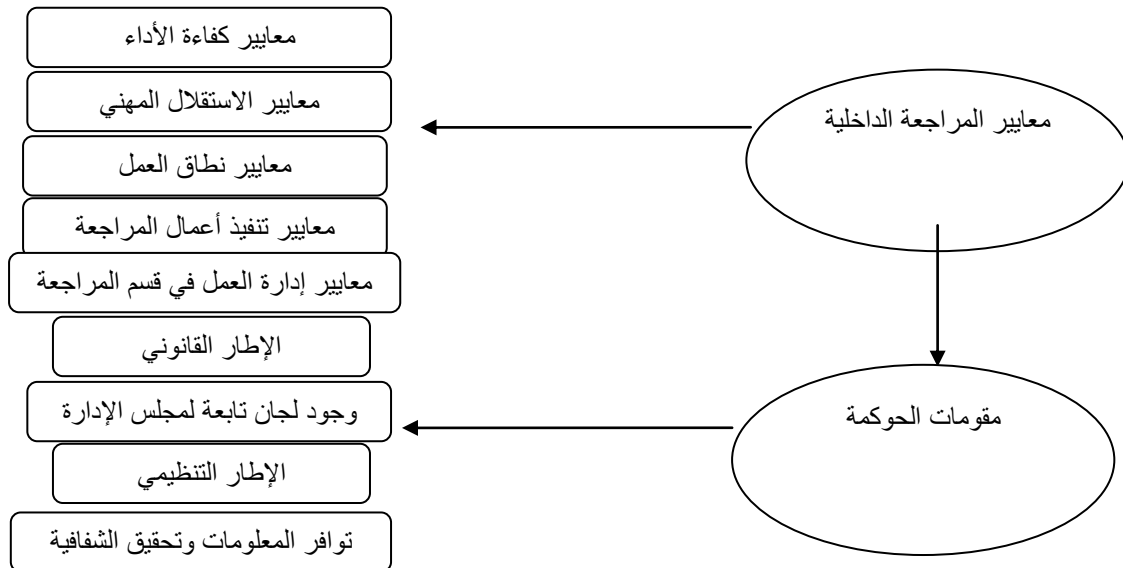 معايير المراجعة الداخلية
معايير كفاءة الأداء
معايير الاستقلال المهني
معايير نطاق العمل
معايير تنفيذ أعمال المراجعة
معايير إدارة العمل في قسم المراجعة
مقومات الحوكمة
الإطار القانوني
وجود لجان تابعة لمجلس الإدارة
الإطار التنظيمي
توافر المعلومات وتحقيق الشفافية